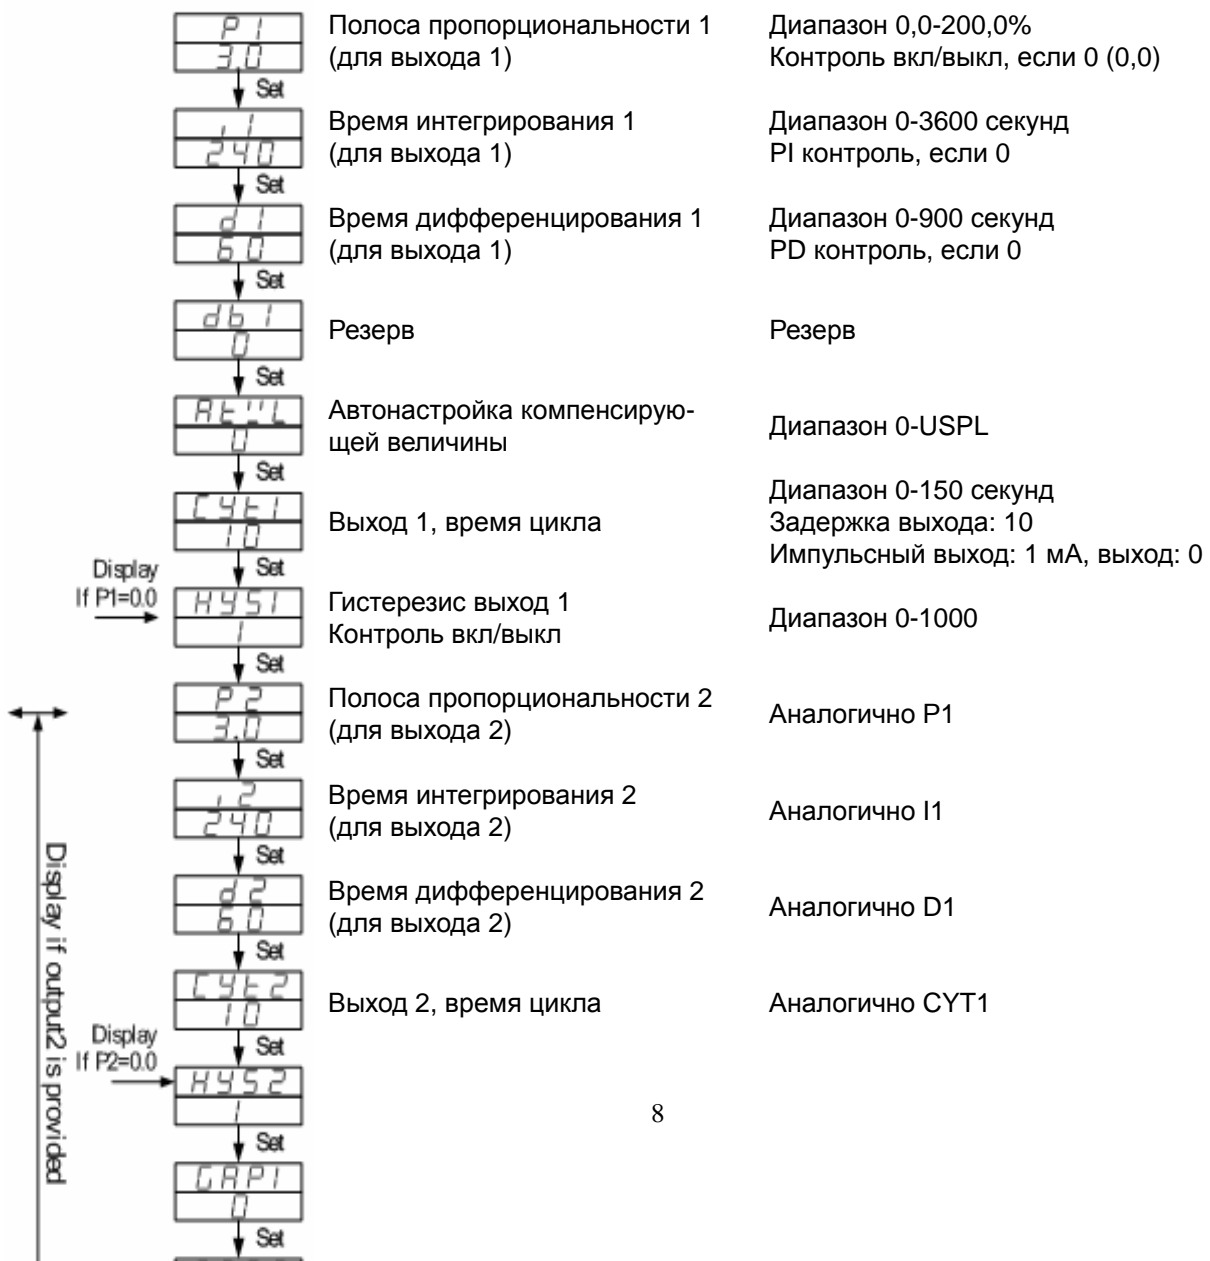 P1
3.0
Полоса пропорциональности 1
(для выхода 1)
Диапазон 0,0-200,0%
Контроль вкл/выкл, если 0 (0,0)
Set
i1
240
Время интегрирования 1
(для выхода 1)
Диапазон 0-3600 секунд
PI контроль, если 0
Set
d1
60
Время дифференцирования 1
(для выхода 1)
Диапазон 0-900 секунд
PD контроль, если 0
Set
db1
0
Резерв
Резерв
Set
0
Автонастройка компенсирую-
щей величины
Диапазон 0-USPL
Set
CYt1
10
Выход 1, время цикла
Диапазон 0-150 секунд
Задержка выхода: 10
Импульсный выход: 1 мА, выход: 0
Set
Display
If P1=0.0
HYS1
1
Гистерезис выход 1
Контроль вкл/выкл
Диапазон 0-1000
Set
P2
3.0
Полоса пропорциональности 2
(для выхода 2)
Аналогично P1
Set
i2
240
Время интегрирования 2
(для выхода 2)
Аналогично I1
Set
d2
60
Время дифференцирования 2
(для выхода 2)
Аналогично D1
Set
CYt2
10
Выход 2, время цикла
Аналогично CYT1
Set
Display
If P2=0.0
HYS2
1
Set
GAP1
0
Set
Display if output2 is provided
8